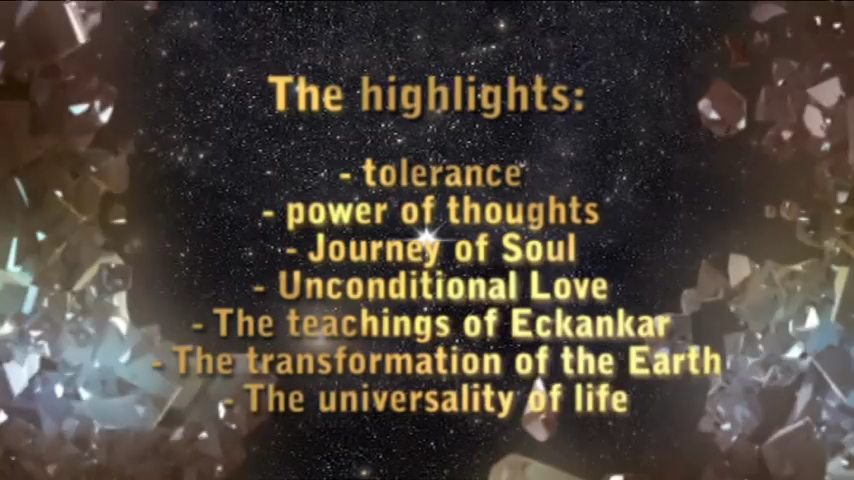 The highlights:
- tolerance
- power of thoughts
- Journey of Soul
- Unconditional Love
- The teachings of Eckankar
- The transformation of the Earth
- The universality of life